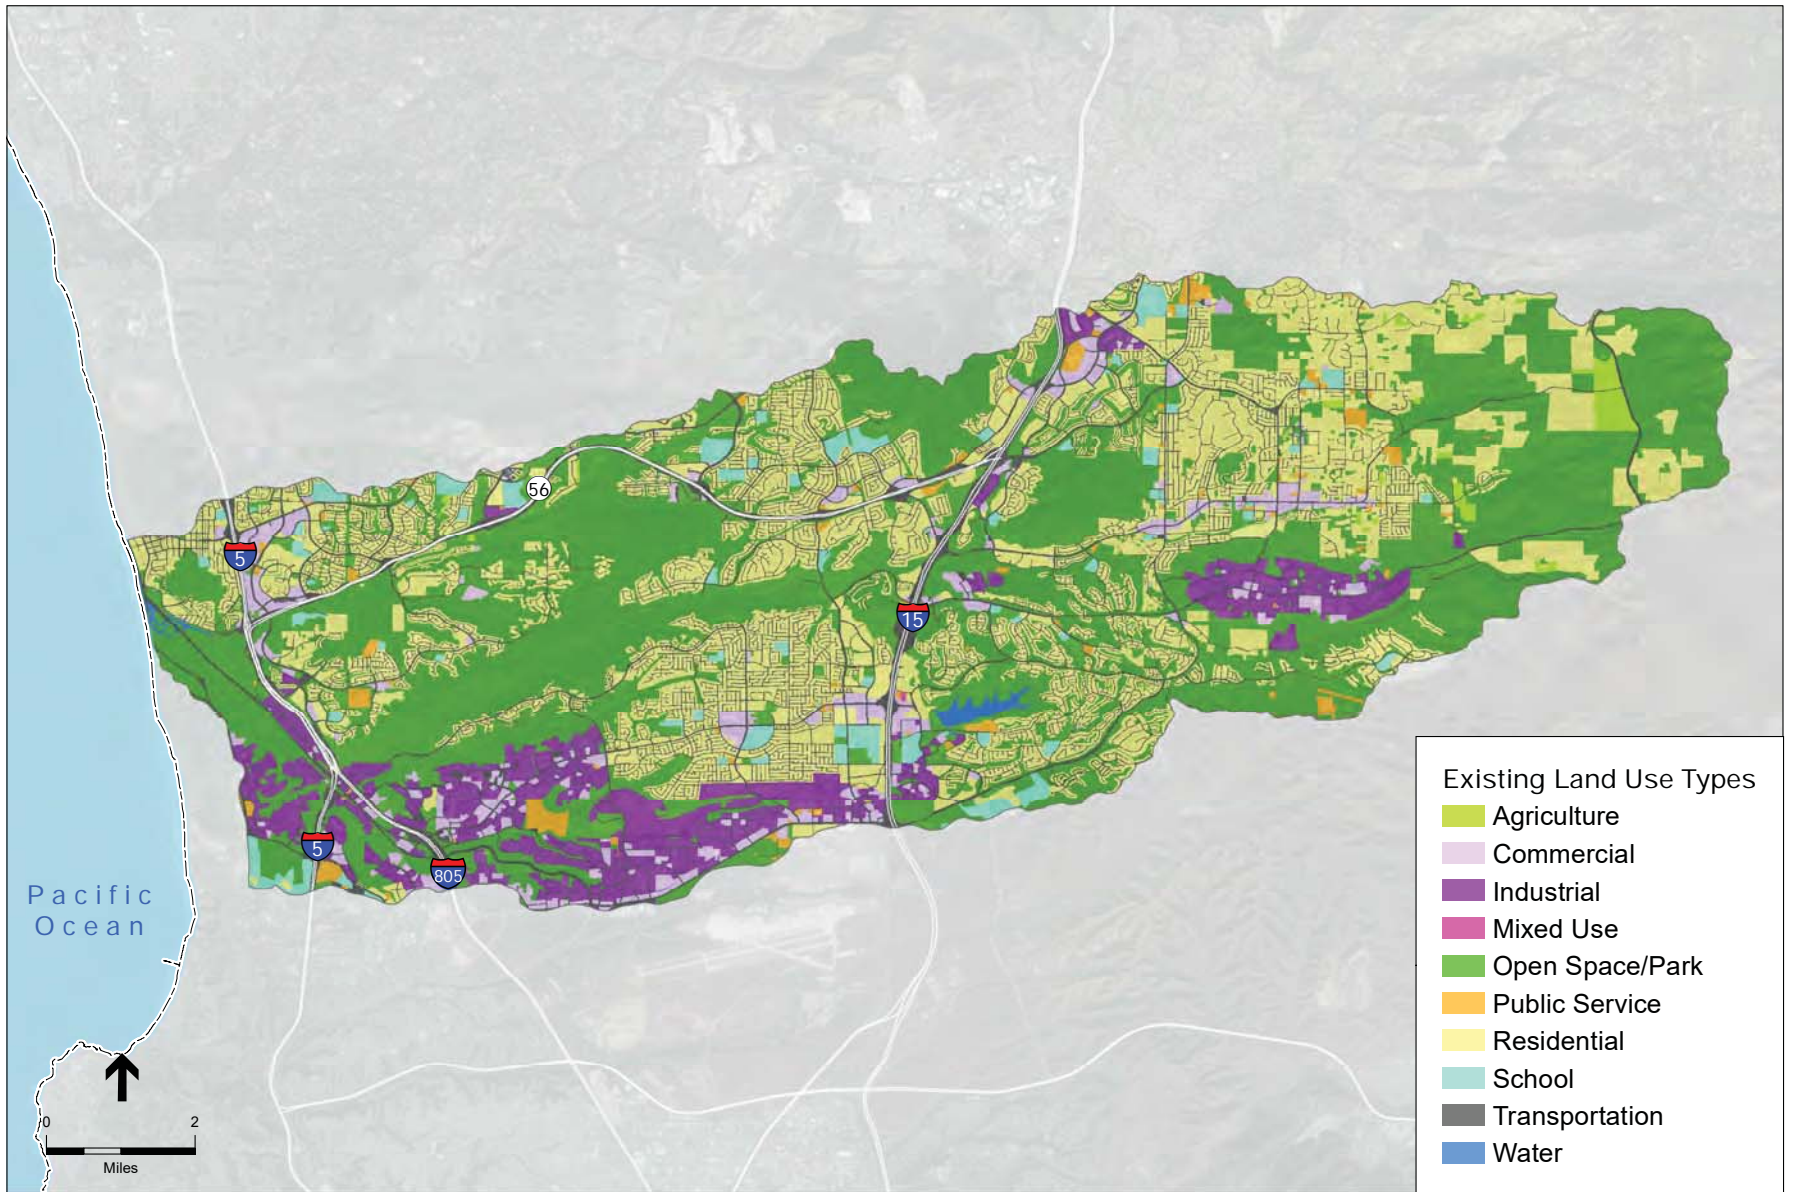 56
5
15
5
805
Pacific
Ocean
0 2
Miles
Existing Land Use Types
Agriculture
Commercial
Industrial
Mixed Use
Open Space/Park
Public Service
Residential
School
Transportation
Water